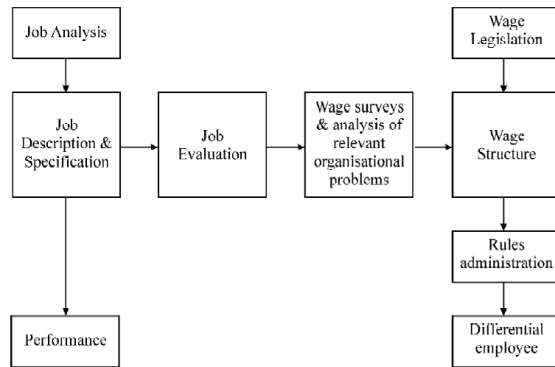 Job Analysis
Wage
Legislation
Job
Description &
Specification
Job
Evaluation
Wage surveys
& analysis of
relevant
organisational
problems
Wage
Structure
Rules
administration
Performance
Differential
employee